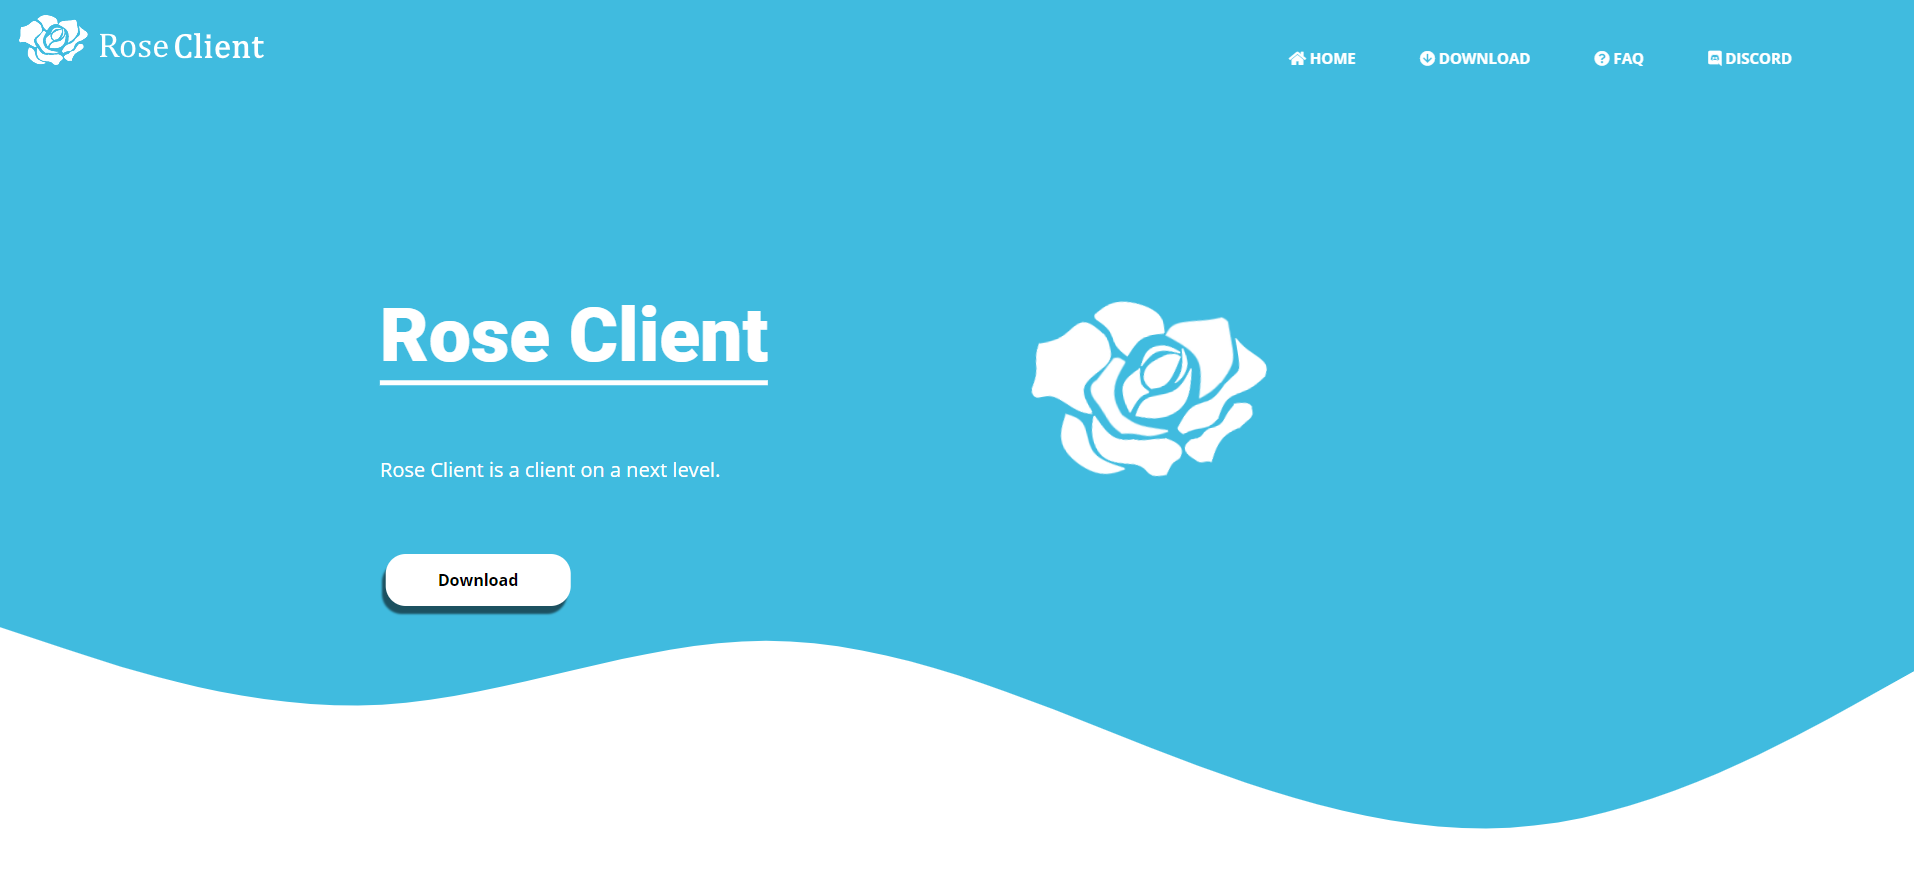 Rose Client
HOME
DOWNLOAD
FAQ
DISCORD
Rose Client
Rose Client is a client on a next level.
Download